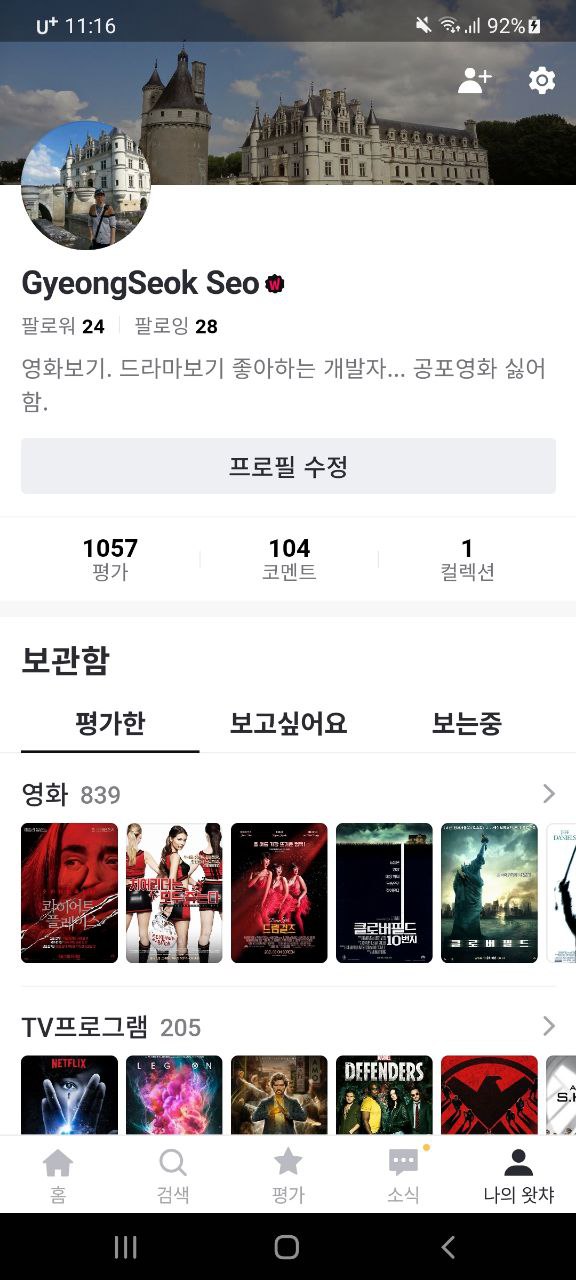 U+ 11:16 92%
GyeongSeok Seo
팔로워 24 팔로잉 28
영화보기. 드라마보기 좋아하는 개발자... 공포영화 싫어
함.
프로필 수정
1057 104 1
평가 코멘트 컬렉션
보관함
평가한 보고싶어요 보는중
영화 839
콰이어트
플레이스
치어리더는
모두 죽는다
드림걸즈
클로버필드
10번지
클로버필드
TV프로그램 205
NETFLIX
LEGION
MARVEL
DEFENDERS
홈 검색 평가 소식 나의 왓챠